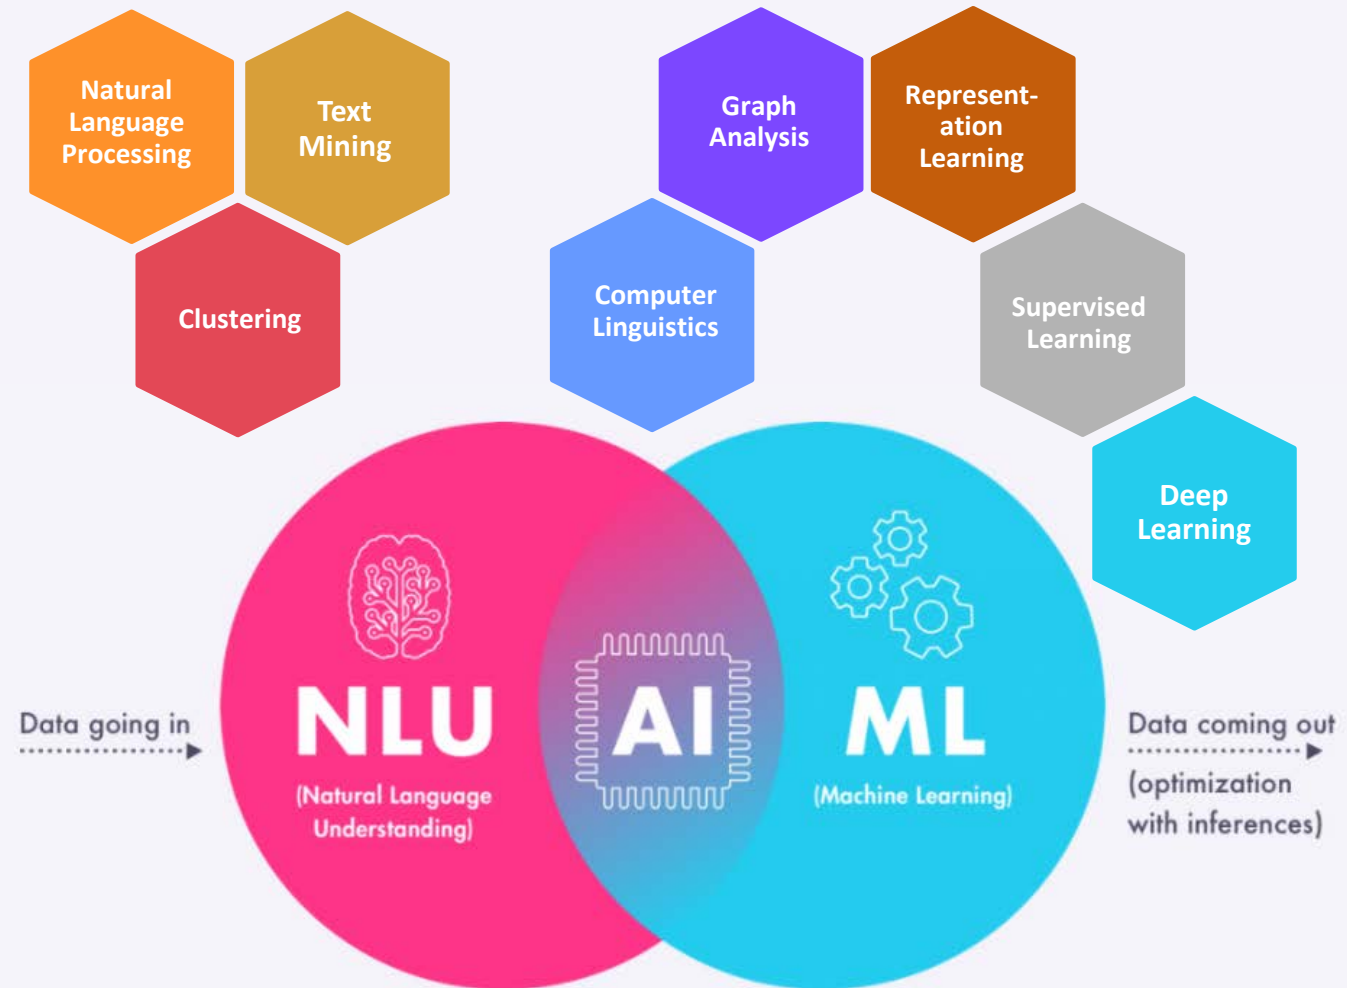 Natural
Language
Processing
Text
Mining
Clustering
Graph
Analysis
Represent-
ation
Learning
Computer
Linguistics
Supervised
Learning
Deep
Learning
Data going in
NLU
(Natural Language
Understanding)
AI
ML
(Machine Learning)
Data coming out
(optimization
with inferences)